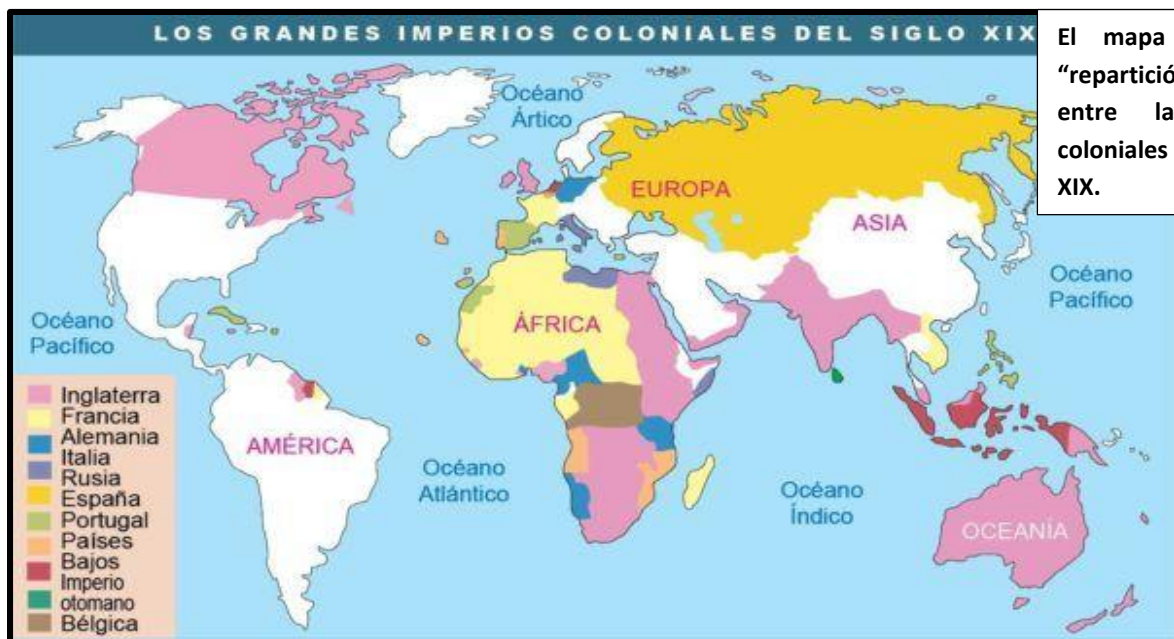 LOS GRANDES IMPERIOS COLONIALES DEL SIGLO XIX
El mapa
“repartició
entre la
coloniales
XIX.
Océano
Ártico
EUROPA
ASIA
Océano
Pacífico
Océano
Pacífico
ÁFRICA
AMÉRICA
Océano
Atlántico
Océano
Índico
OCEANÍA
Inglaterra
Francia
Alemania
Italia
Rusia
España
Portugal
Países
Bajos
Imperio
otomano
Bélgica